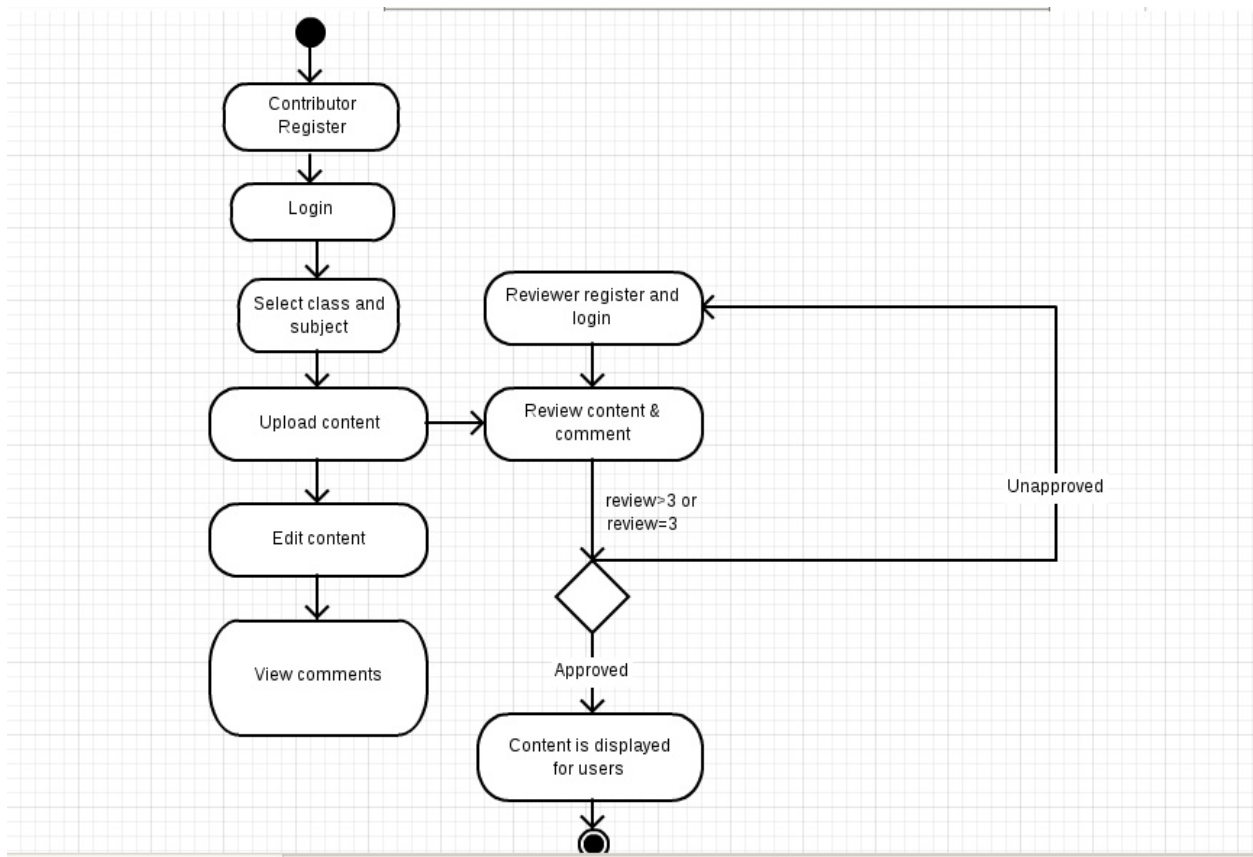 Contributor
Register
Login
Select class and
subject
Upload content
Edit content
View comments
Reviewer register and
login
Review content &
comment
review>3 or
review=3
Unapproved
Approved
Content is displayed
for users